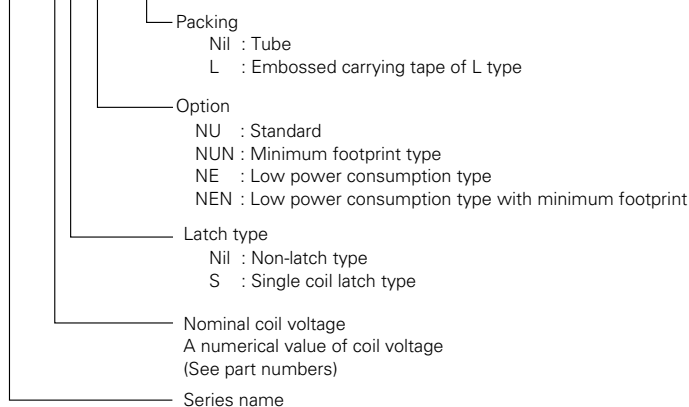 Packing
Nil : Tube
L : Embossed carrying tape of L type
Option
NU : Standard
NUN : Minimum footprint type
NE : Low power consumption type
NEN : Low power consumption type with minimum footprint
Latch type
Nil : Non-latch type
S : Single coil latch type
Nominal coil voltage
A numerical value of coil voltage
(See part numbers)
Series name